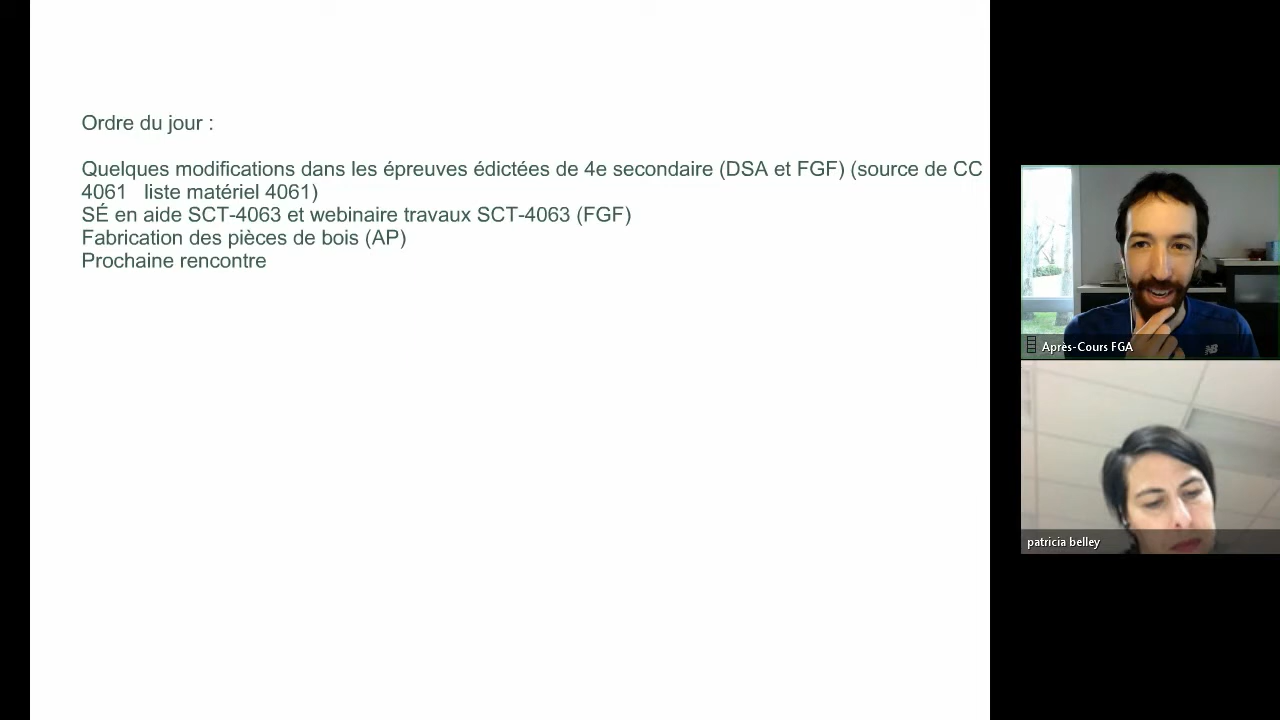 Ordre du jour :
Quelques modifications dans les épreuves édictées de 4e secondaire (DSA et FGF) (source de CC
4061   liste matériel 4061)
SÉ en aide SCT-4063 et webinaire travaux SCT-4063 (FGF)
Fabrication des pièces de bois (AP)
Prochaine rencontre
Après-Cours FGA
NB
patricia belley